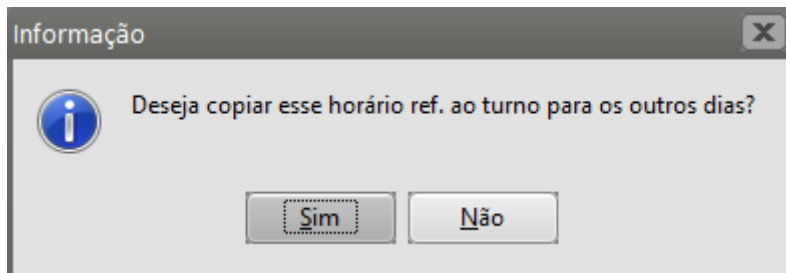 Informação
Deseja copiar esse horário ref. ao turno para os outros dias?
Sim
Não